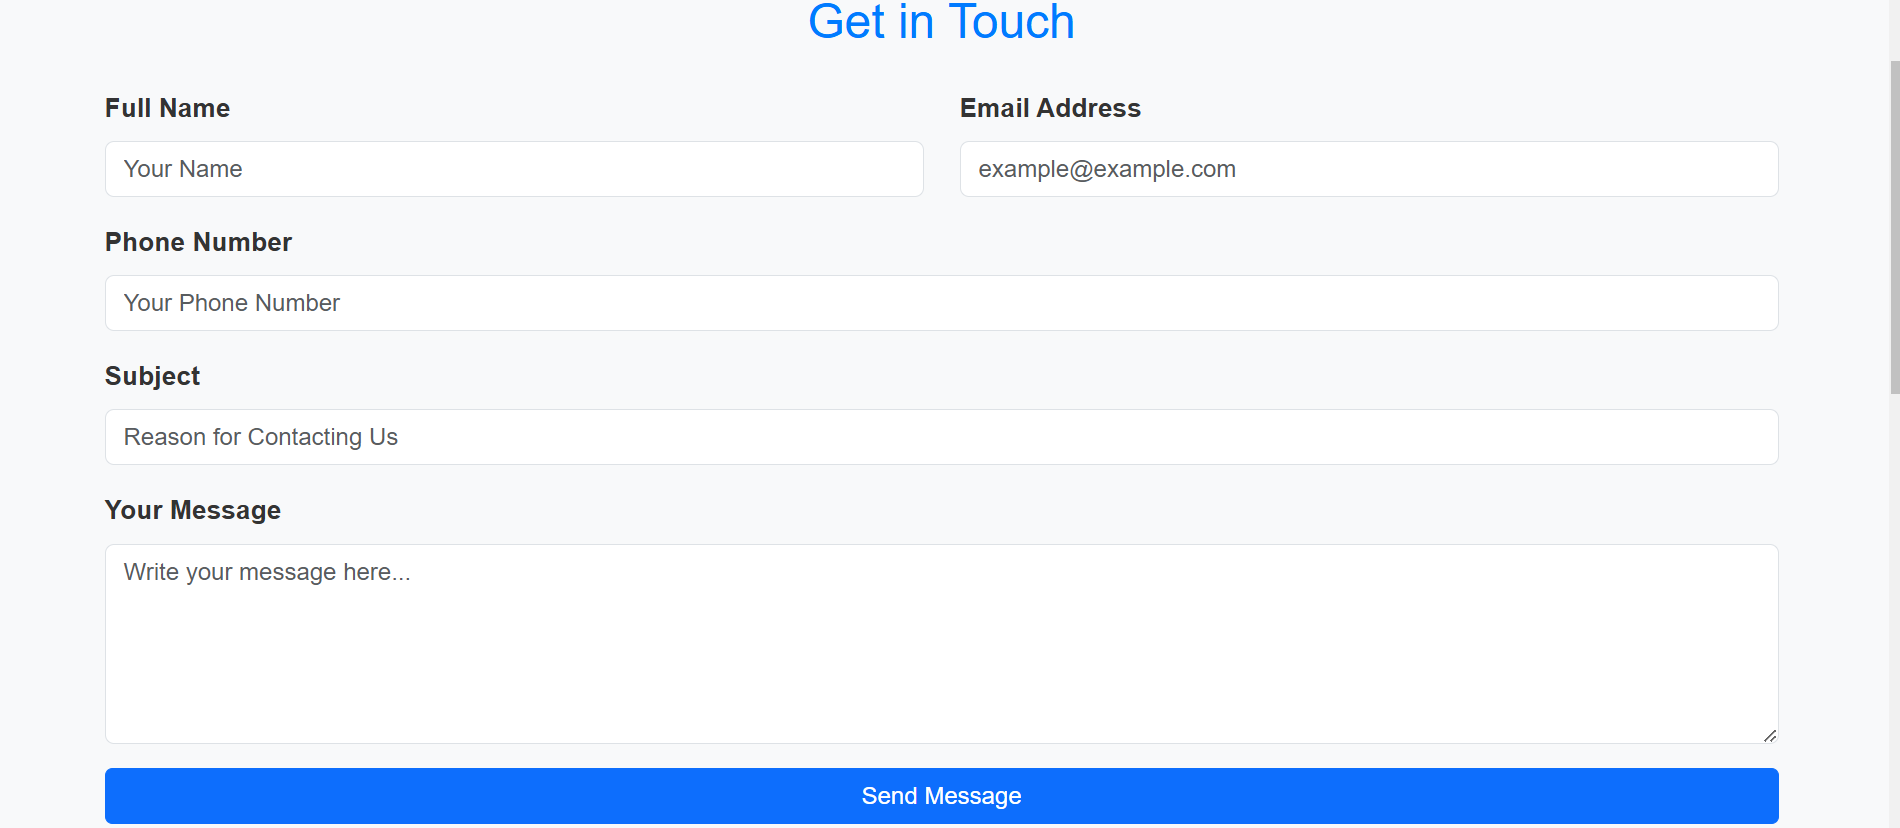 Get in Touch
Full Name
Email Address
Your Name
example@example.com
Phone Number
Your Phone Number
Subject
Reason for Contacting Us
Your Message
Write your message here...
Send Message